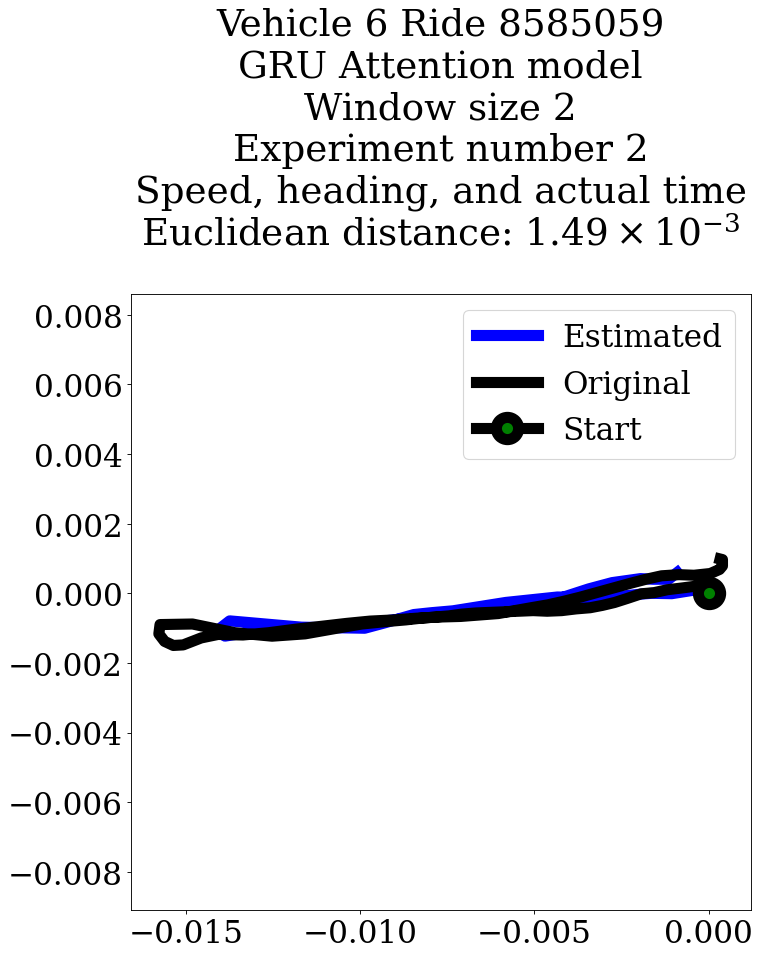 Vehicle 6 Ride 8585059
GRU Attention model
Window size 2
Experiment number 2
Speed, heading, and actual time
Euclidean distance: 1.49 × 10⁻³
Estimated
Original
Start
0.008
0.006
0.004
0.002
0.000
−0.002
−0.004
−0.006
−0.008
−0.015
−0.010
−0.005
0.000